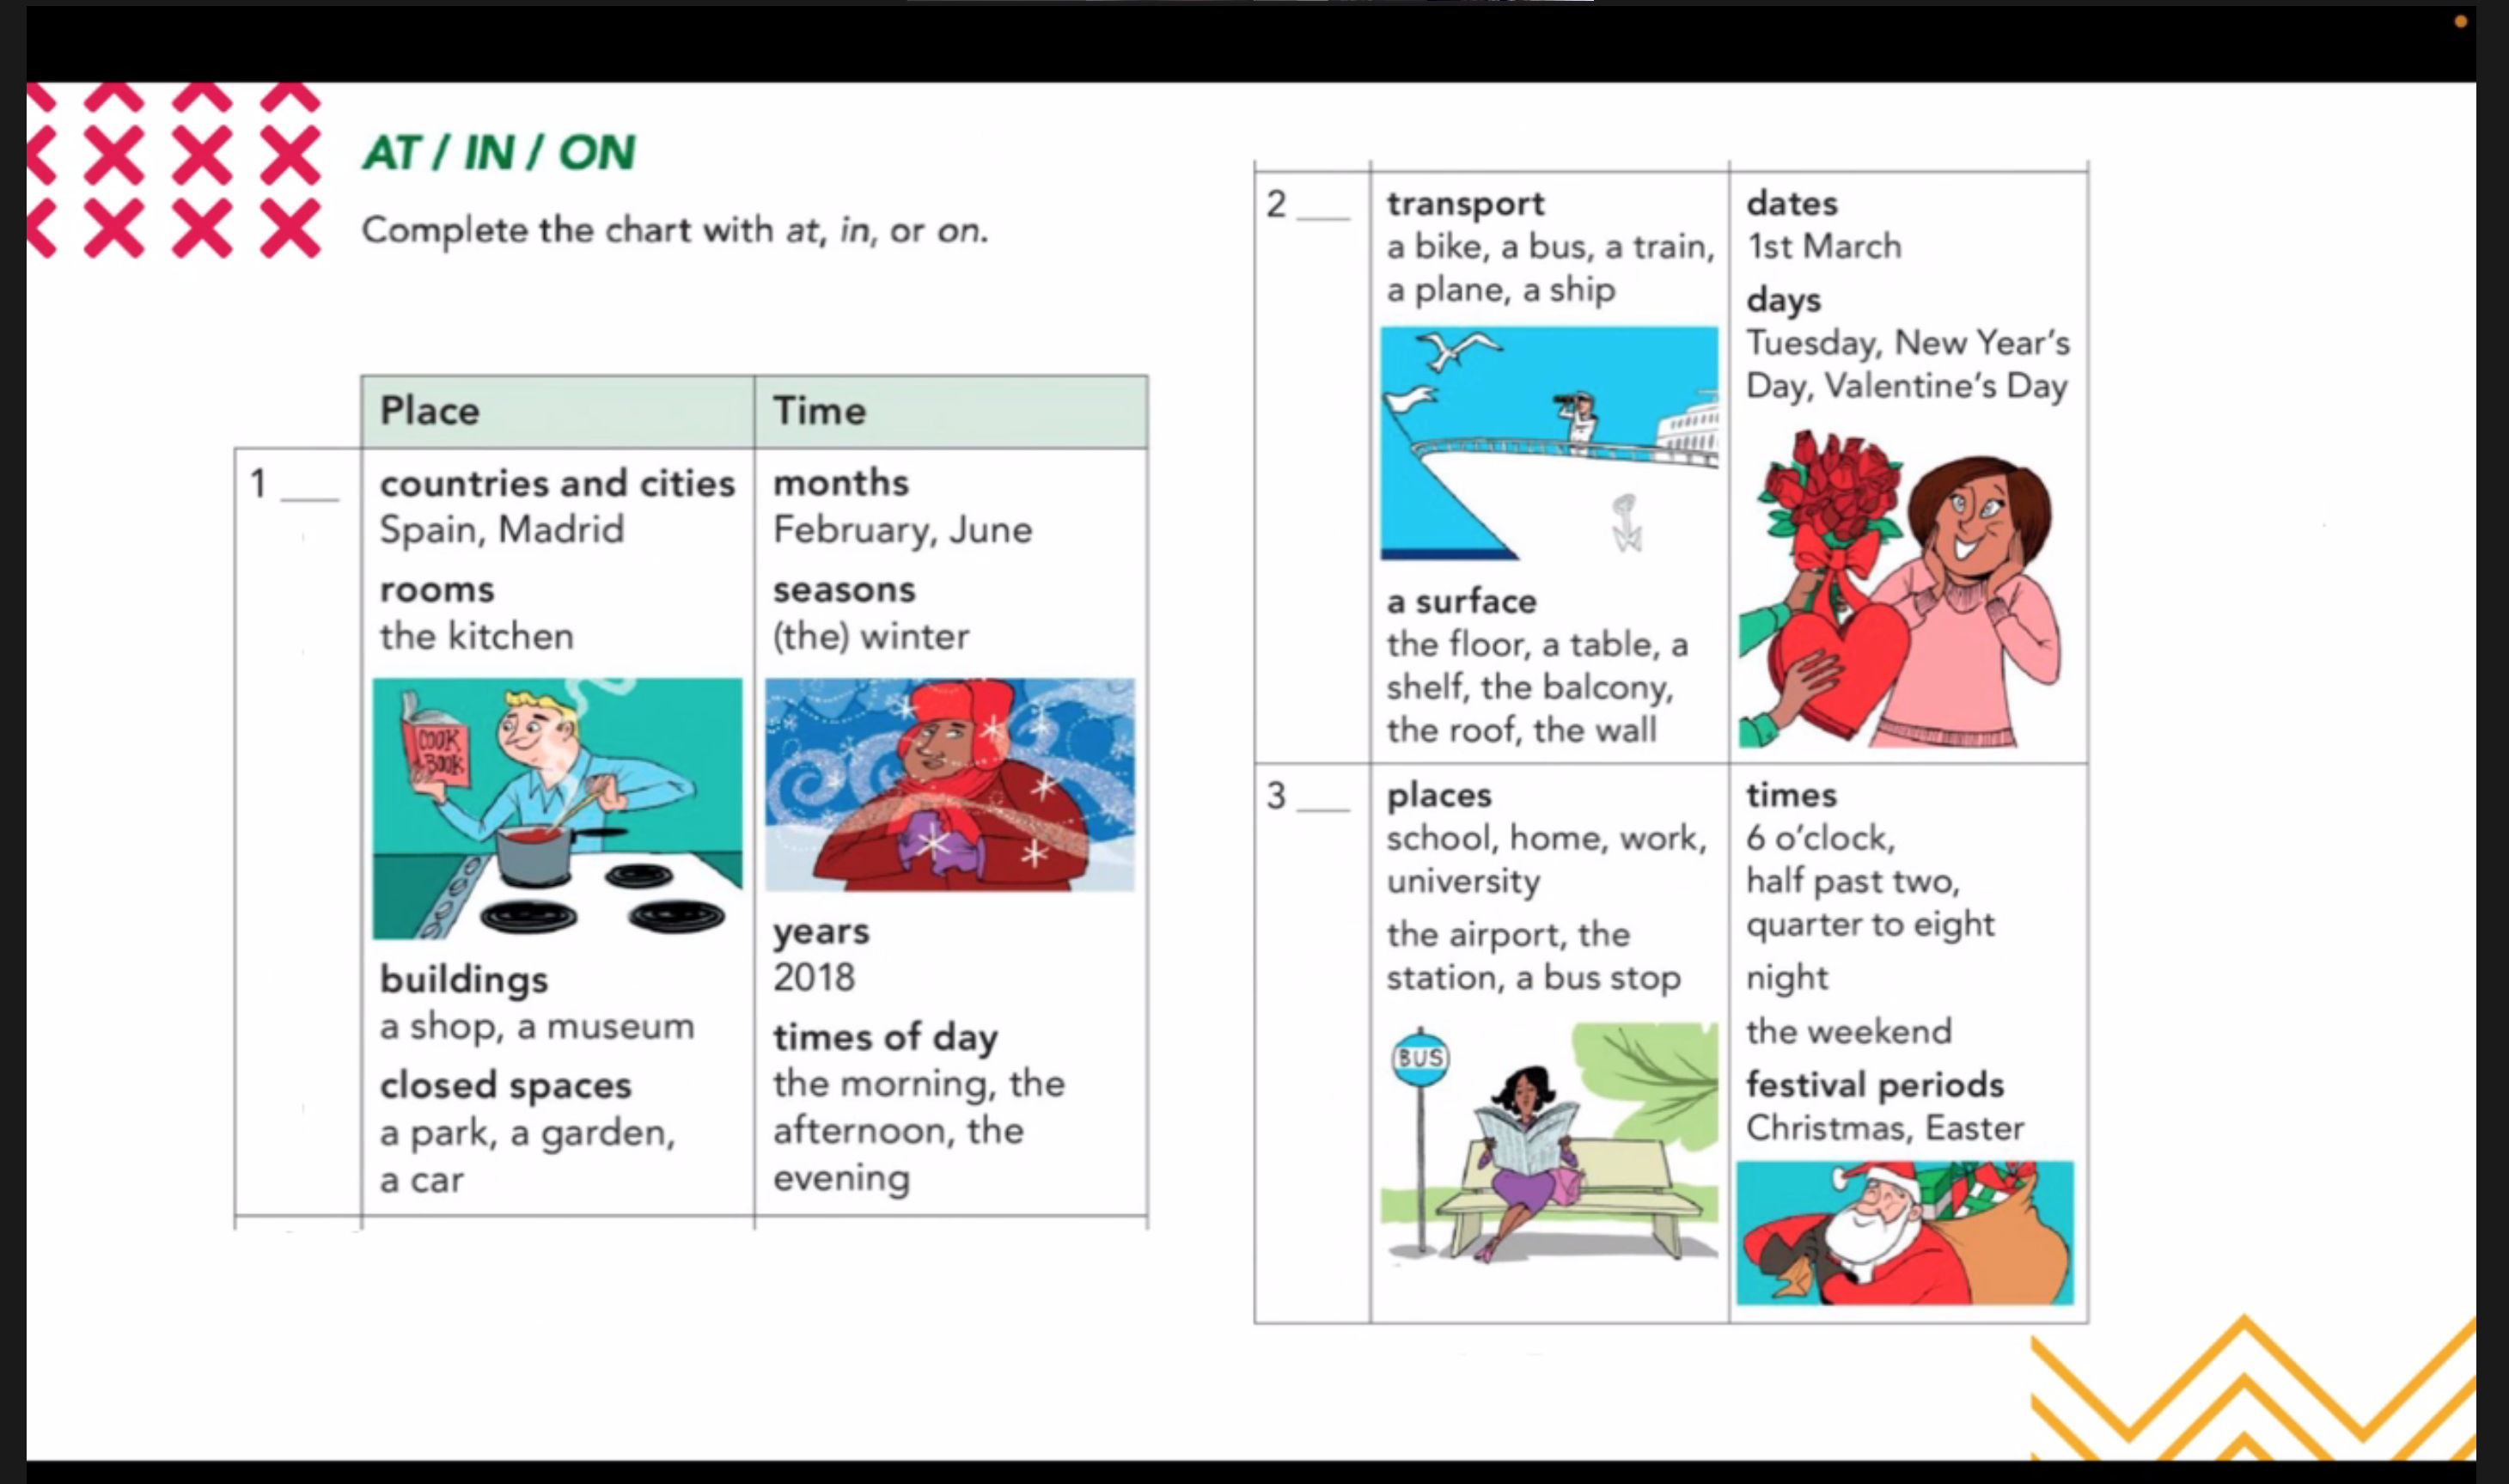 AT / IN / ON
Complete the chart with at, in, or on.
Place
Time
1 ___
countries and cities
Spain, Madrid
rooms
the kitchen
COOK
BOOK
buildings
a shop, a museum
closed spaces
a park, a garden,
a car
months
February, June
seasons
(the) winter
years
2018
times of day
the morning, the
afternoon, the
evening
2 ___
transport
a bike, a bus, a train,
a plane, a ship
a surface
the floor, a table, a
shelf, the balcony,
the roof, the wall
dates
1st March
days
Tuesday, New Year's
Day, Valentine's Day
3 ___
places
school, home, work,
university
the airport, the
station, a bus stop
BUS
times
6 o'clock,
half past two,
quarter to eight
night
the weekend
festival periods
Christmas, Easter